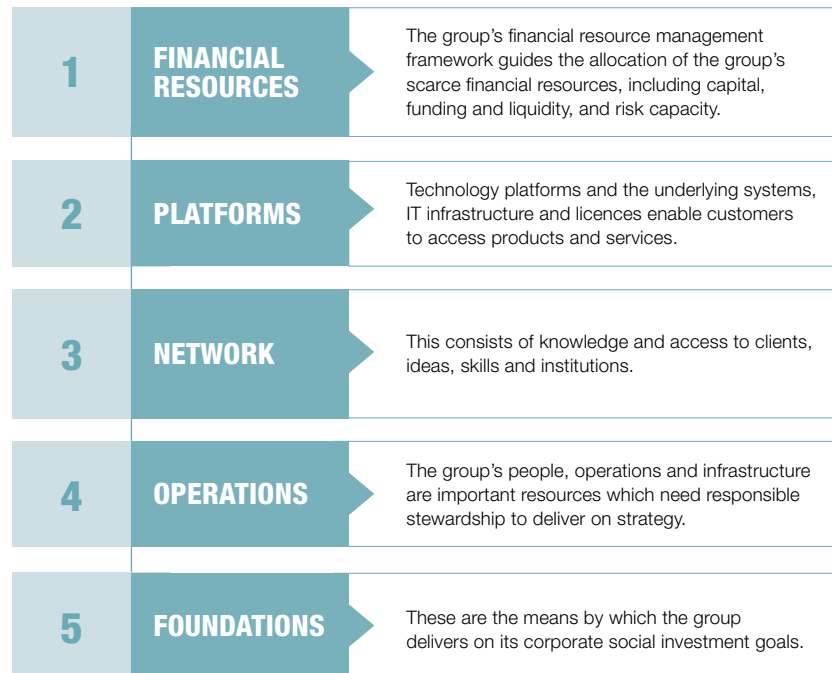 1
FINANCIAL
RESOURCES
The group's financial resource management
framework guides the allocation of the group's
scarce financial resources, including capital,
funding and liquidity, and risk capacity.
2
PLATFORMS
Technology platforms and the underlying systems,
IT infrastructure and licences enable customers
to access products and services.
3
NETWORK
This consists of knowledge and access to clients,
ideas, skills and institutions.
4
OPERATIONS
The group's people, operations and infrastructure
are important resources which need responsible
stewardship to deliver on strategy.
5
FOUNDATIONS
These are the means by which the group
delivers on its corporate social investment goals.